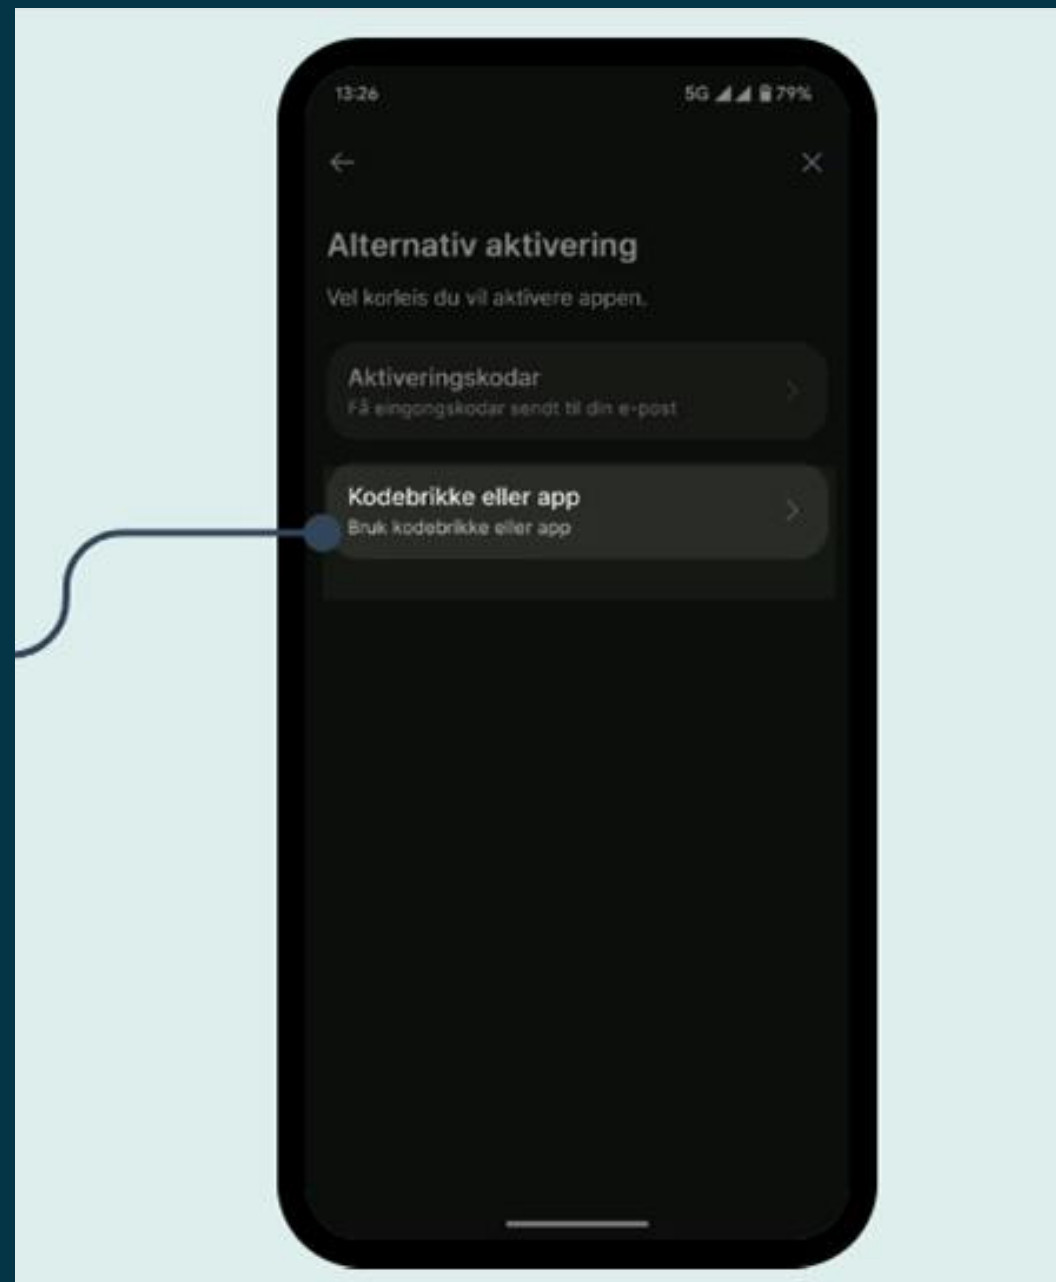 13:26
5G 79%
Alternativ aktivering
Vel korleis du vil aktivere appen.
Aktiveringskodar
Få eingongskodar sendt til din e-post
Kodebrikke eller app
Bruk kodebrikke eller app